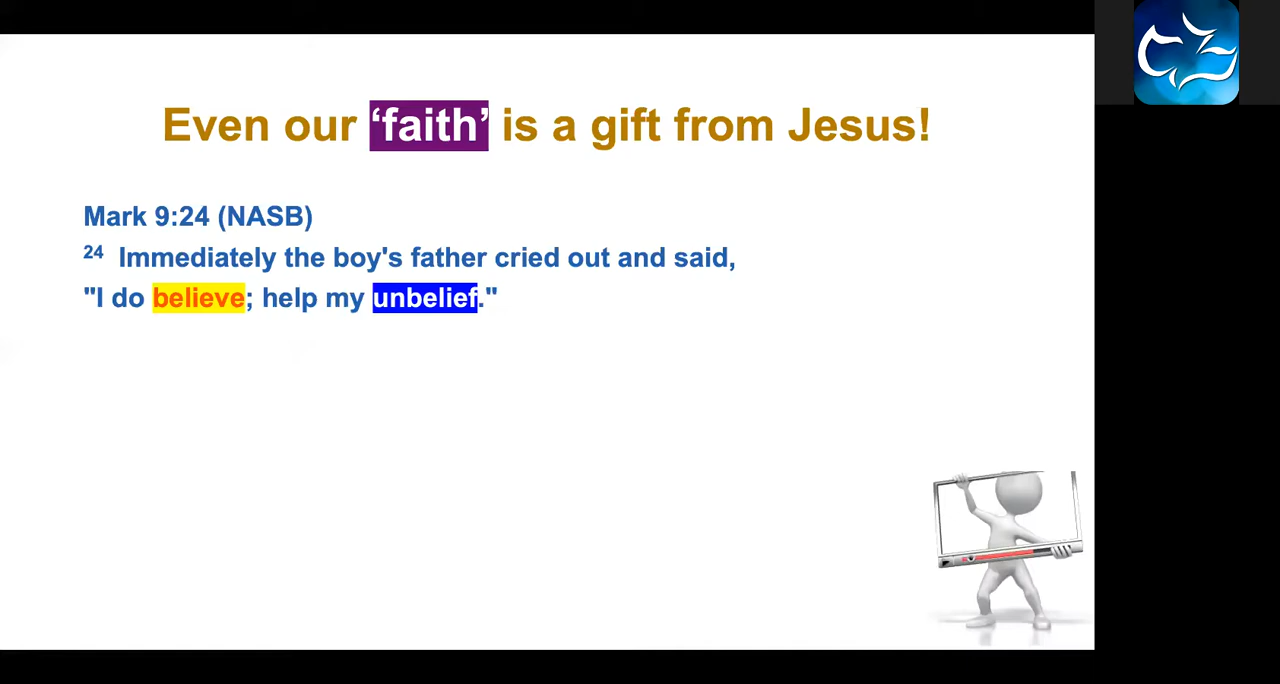 Even our ‘faith’ is a gift from Jesus!
Mark 9:24 (NASB)
24 Immediately the boy's father cried out and said,
"I do believe; help my unbelief."